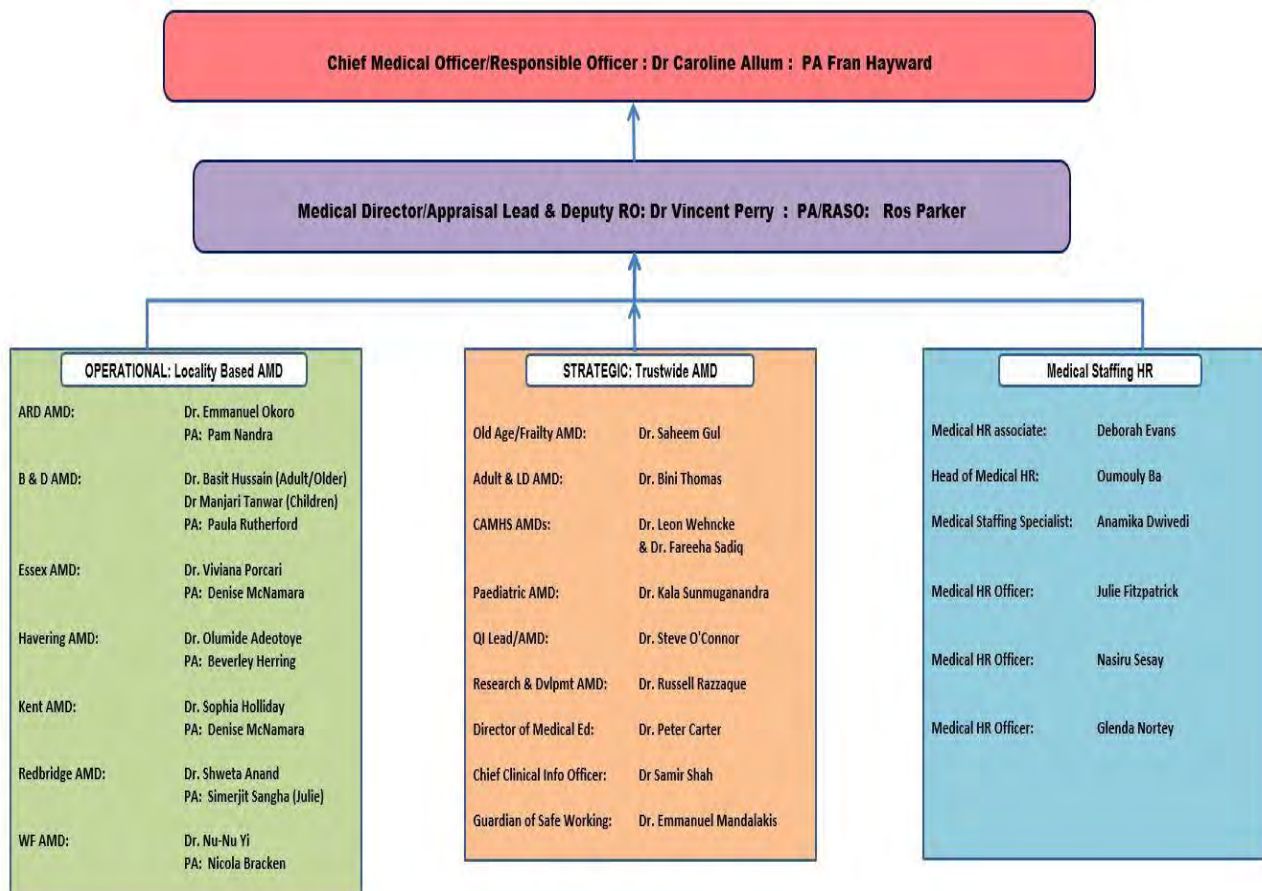 Chief Medical Officer/Responsible Officer : Dr Caroline Allum : PA Fran Hayward
Medical Director/Appraisal Lead & Deputy RO: Dr Vincent Perry : PA/RASO: Ros Parker
OPERATIONAL: Locality Based AMD
ARD AMD: Dr. Emmanuel Okoro
PA: Pam Nandra
B & D AMD: Dr. Basit Hussain (Adult/Older)
Dr Manjari Tanwar (Children)
PA: Paula Rutherford
Essex AMD: Dr. Viviana Porcari
PA: Denise McNamara
Havering AMD: Dr. Olumide Adeotoye
PA: Beverley Herring
Kent AMD: Dr. Sophia Holliday
PA: Denise McNamara
Redbridge AMD: Dr. Shweta Anand
PA: Simerjit Sangha (Julie)
WF AMD: Dr. Nu-Nu Yi
PA: Nicola Bracken
STRATEGIC: Trustwide AMD
Old Age/Frailty AMD: Dr. Saheem Gul
Adult & LD AMD: Dr. Bini Thomas
CAMHS AMDs: Dr. Leon Wehncke
& Dr. Fareeha Sadiq
Paediatric AMD: Dr. Kala Sunmuganandra
QI Lead/AMD: Dr. Steve O'Connor
Research & Dvlpmt AMD: Dr. Russell Razzaque
Director of Medical Ed: Dr. Peter Carter
Chief Clinical Info Officer: Dr Samir Shah
Guardian of Safe Working: Dr. Emmanuel Mandalakis
Medical Staffing HR
Medical HR associate: Deborah Evans
Head of Medical HR: Oumouly Ba
Medical Staffing Specialist: Anamika Dwivedi
Medical HR Officer: Julie Fitzpatrick
Medical HR Officer: Nasiru Sesay
Medical HR Officer: Glenda Nortey